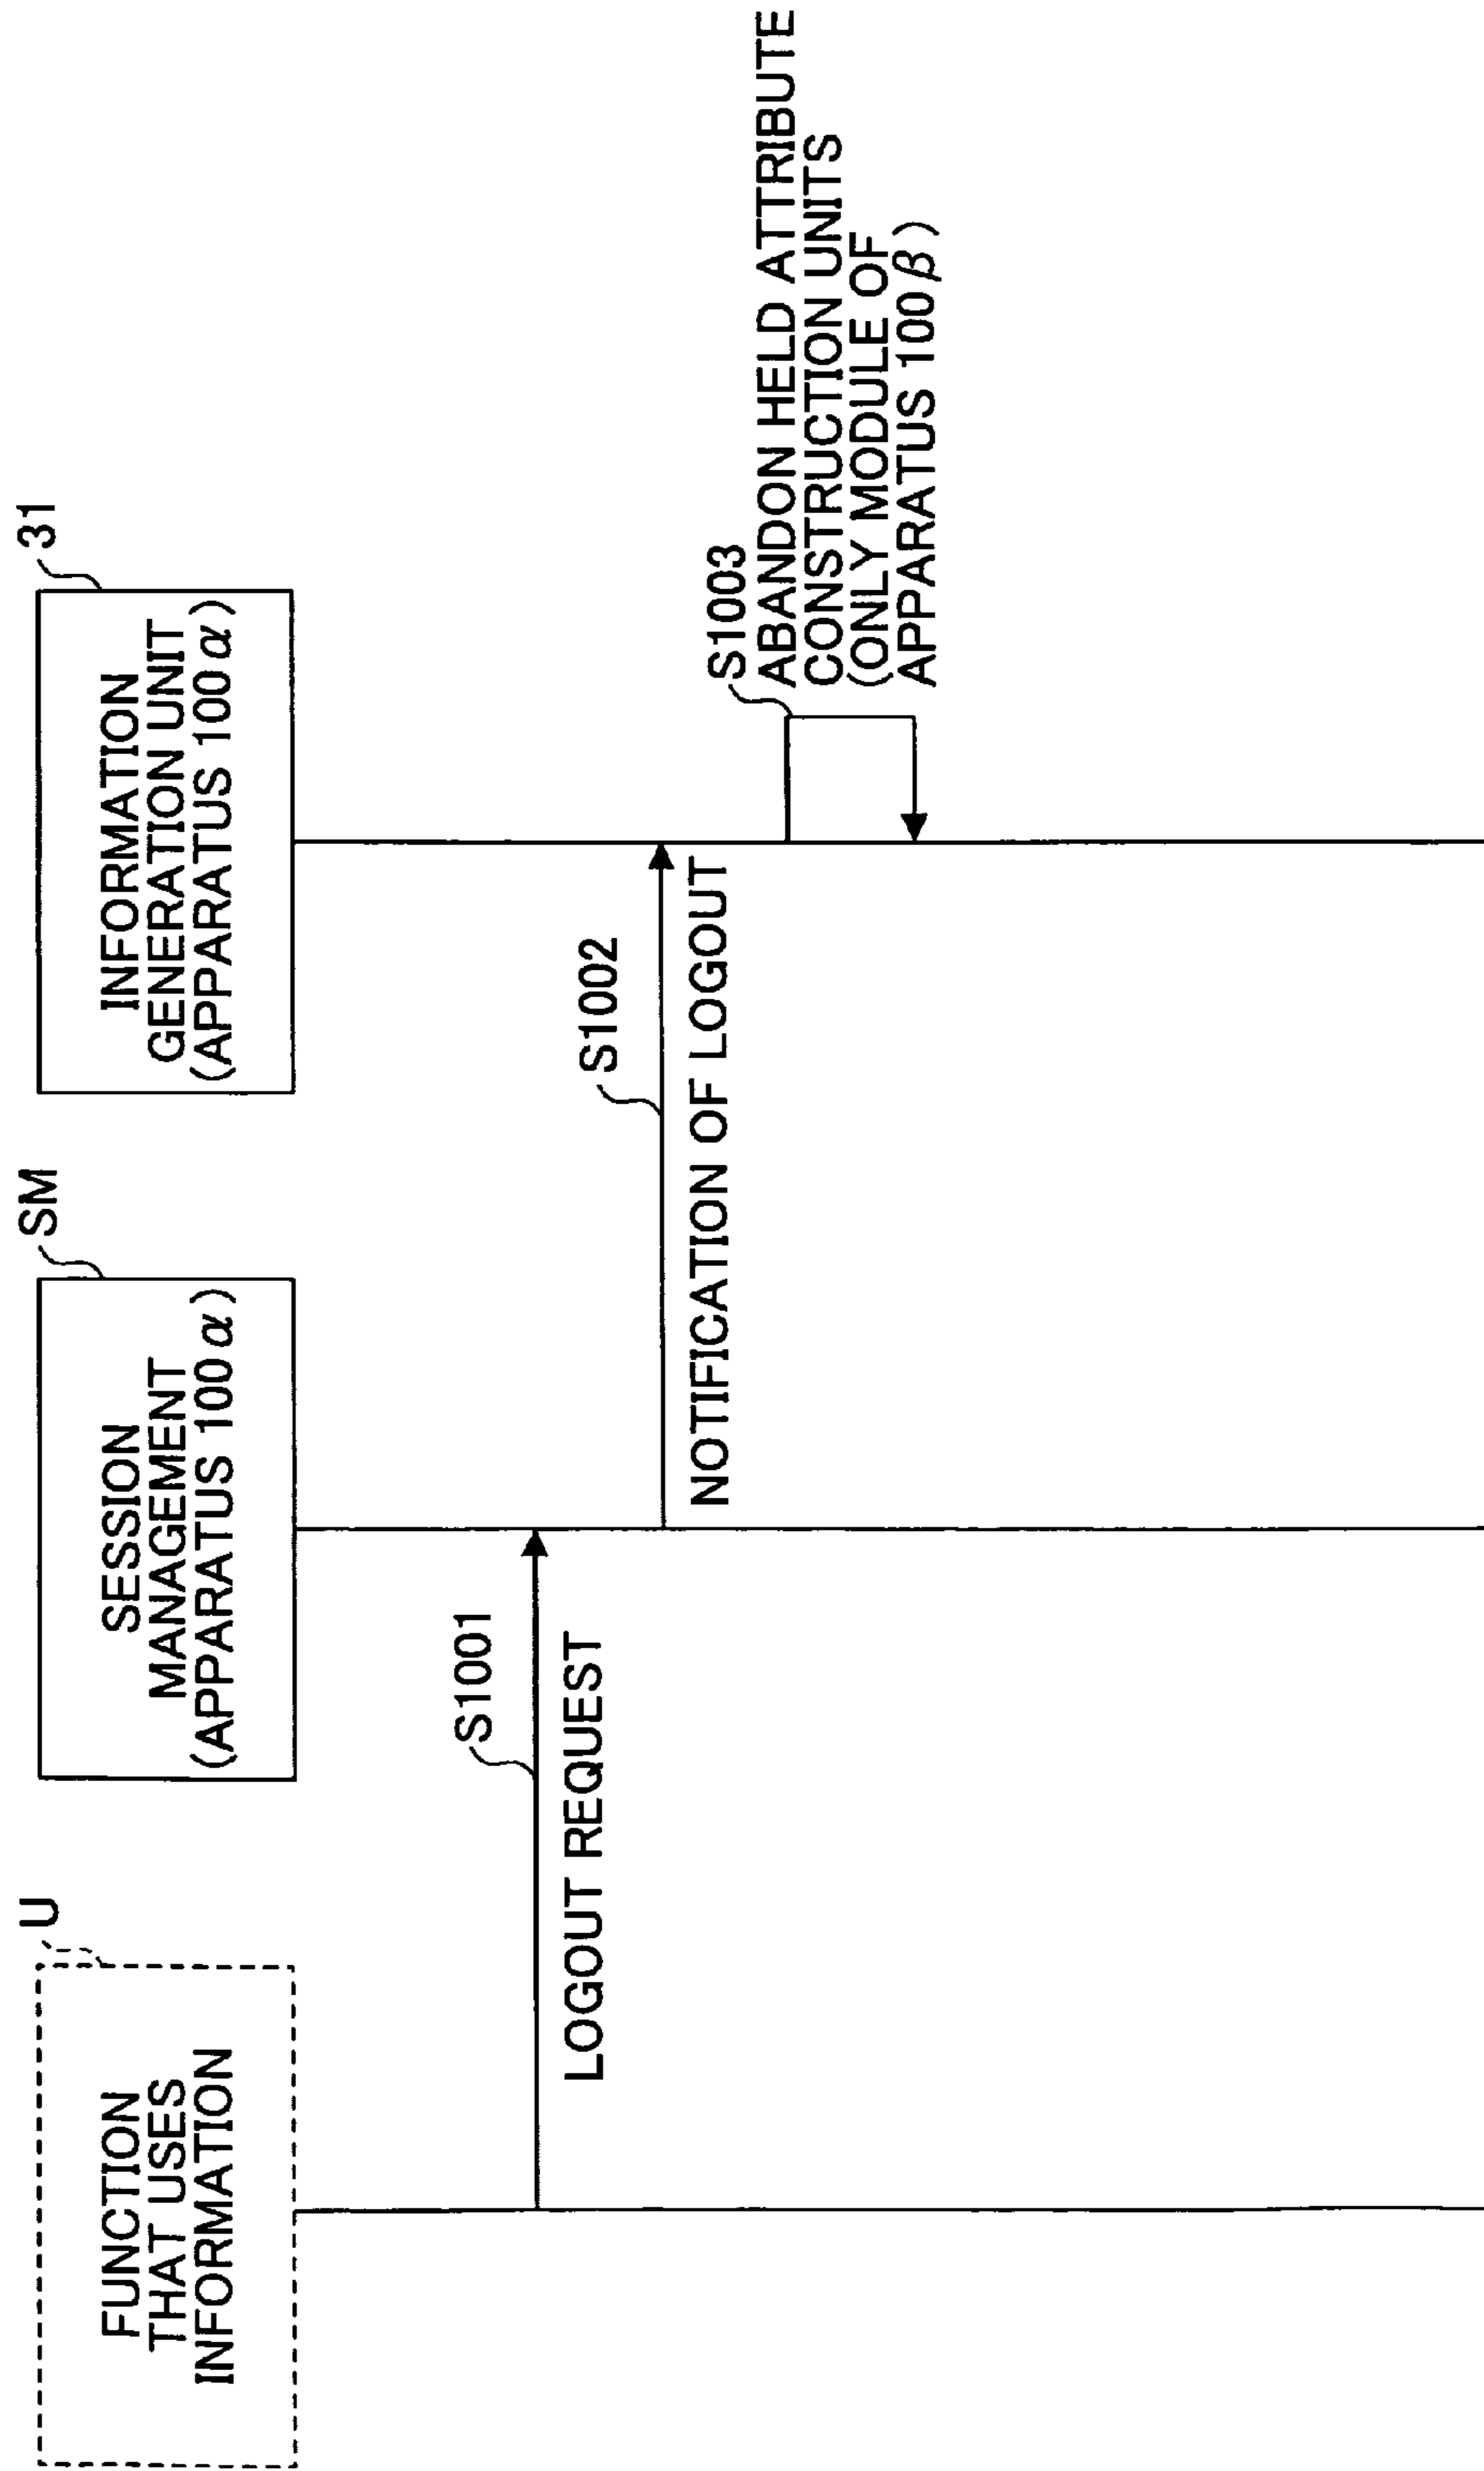 U
FUNCTION
THAT USES
INFORMATION
SM
SESSION
MANAGEMENT
(APPARATUS 100α)
31
INFORMATION
GENERATION UNIT
(APPARATUS 100α)
S1001
LOGOUT REQUEST
S1002
NOTIFICATION OF LOGOUT
S1003
ABANDON HELD ATTRIBUTE
CONSTRUCTION UNITS
(ONLY MODULE OF
APPARATUS 100β)